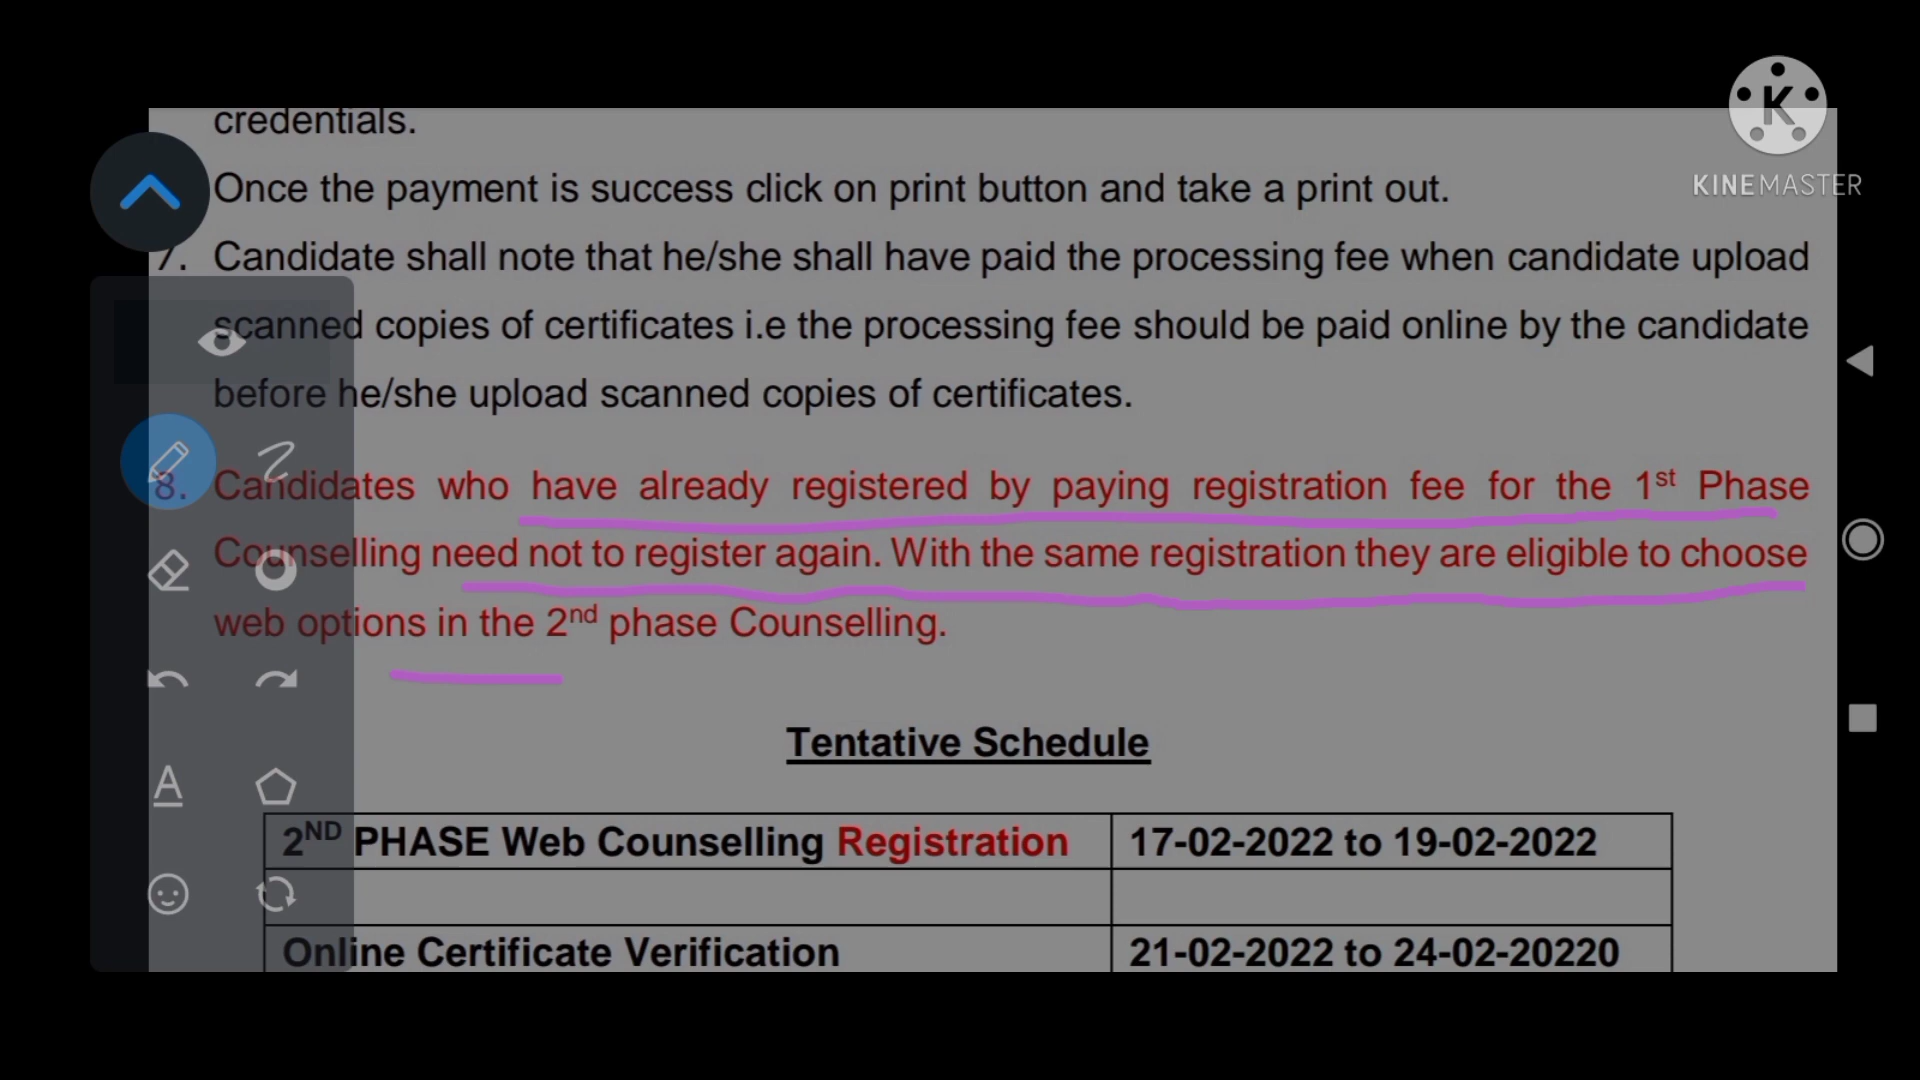 credentials.
Once the payment is success click on print button and take a print out.
7. Candidate shall note that he/she shall have paid the processing fee when candidate upload
scanned copies of certificates i.e the processing fee should be paid online by the candidate
before he/she upload scanned copies of certificates.
8. Candidates who have already registered by paying registration fee for the 1st Phase
Counselling need not to register again. With the same registration they are eligible to choose
web options in the 2nd phase Counselling.
Tentative Schedule
2ND PHASE Web Counselling Registration 17-02-2022 to 19-02-2022
Online Certificate Verification 21-02-2022 to 24-02-20220
K
KINEMASTER
A